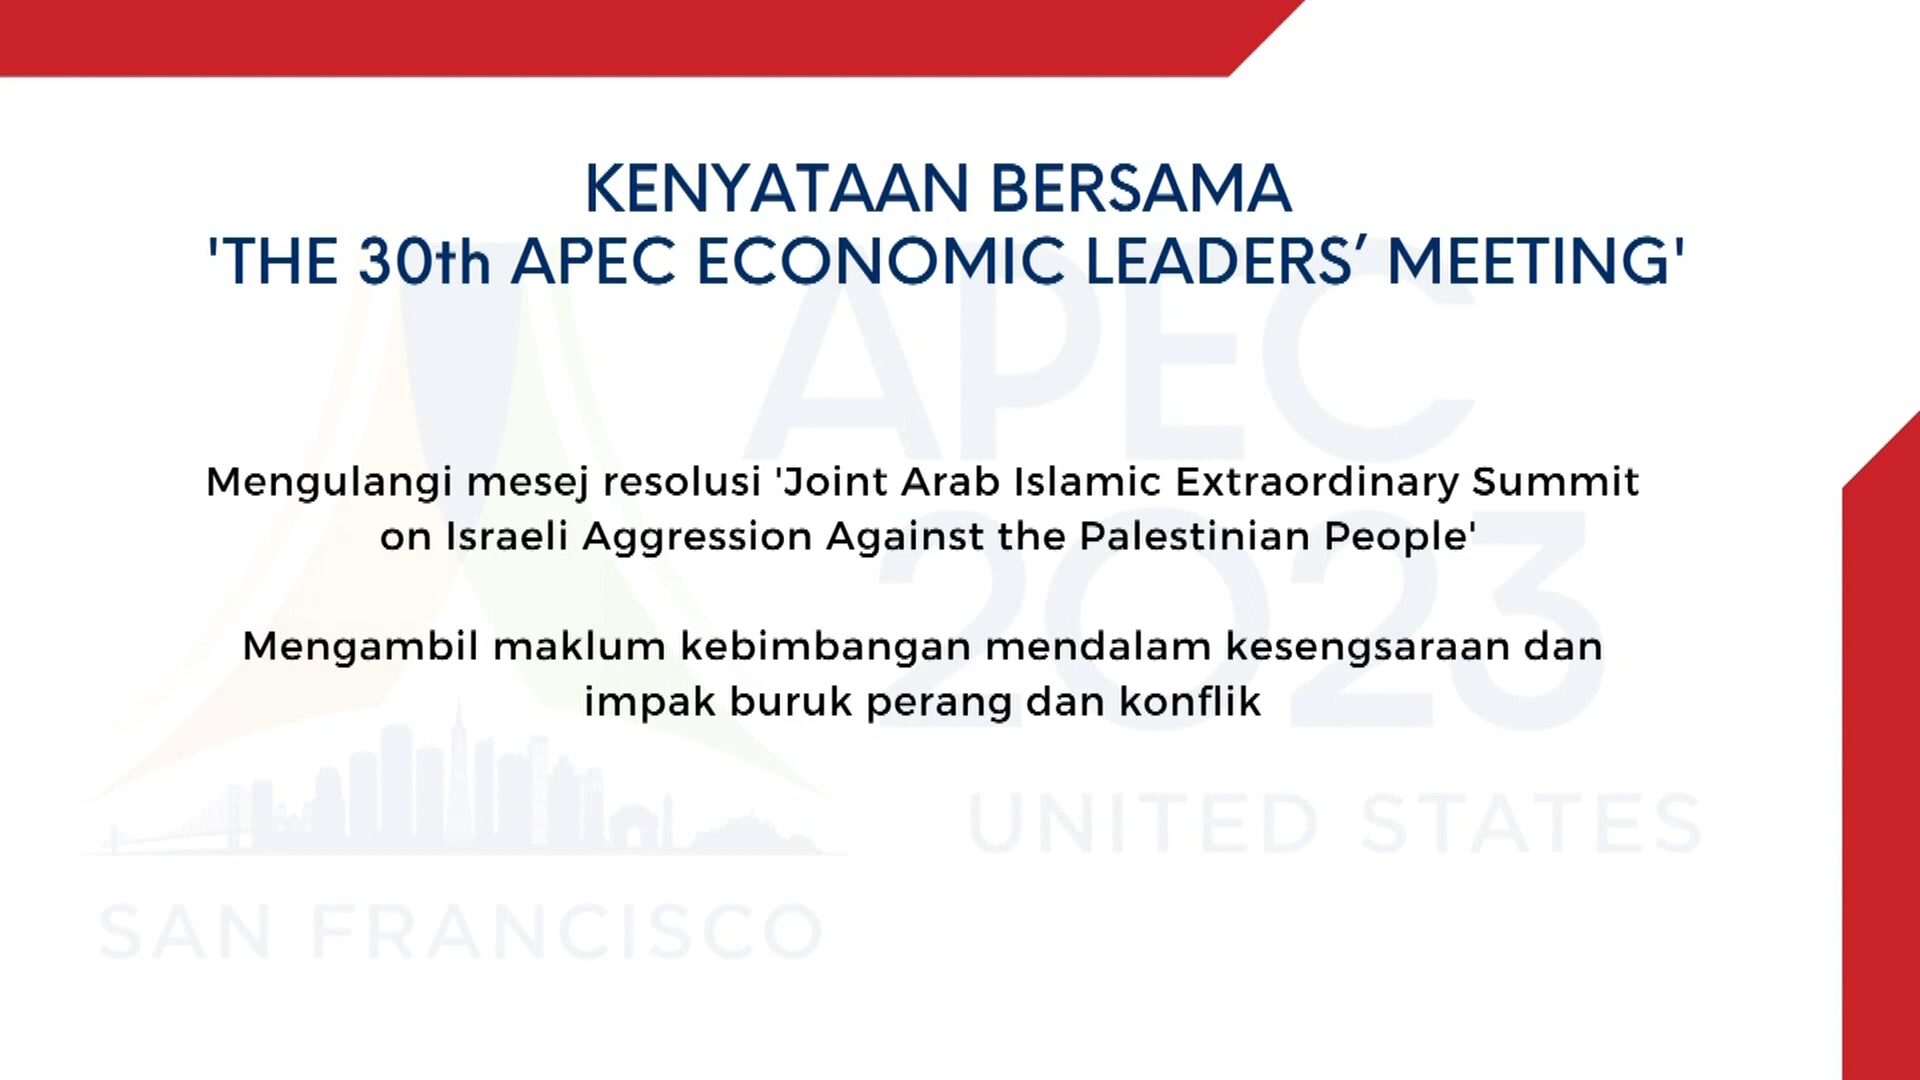 KENYATAAN BERSAMA
'THE 30th APEC ECONOMIC LEADERS’ MEETING'
Mengulangi mesej resolusi 'Joint Arab Islamic Extraordinary Summit
on Israeli Aggression Against the Palestinian People'
Mengambil maklum kebimbangan mendalam kesengsaraan dan
impak buruk perang dan konflik
APEC
2023
UNITED STATES
SAN FRANCISCO